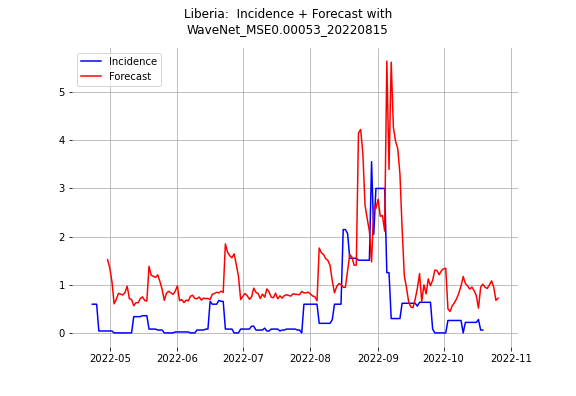 Liberia:  Incidence + Forecast with
WaveNet_MSE0.00053_20220815
Incidence
Forecast
5
4
3
2
1
0
2022-05 2022-06 2022-07 2022-08 2022-09 2022-10 2022-11